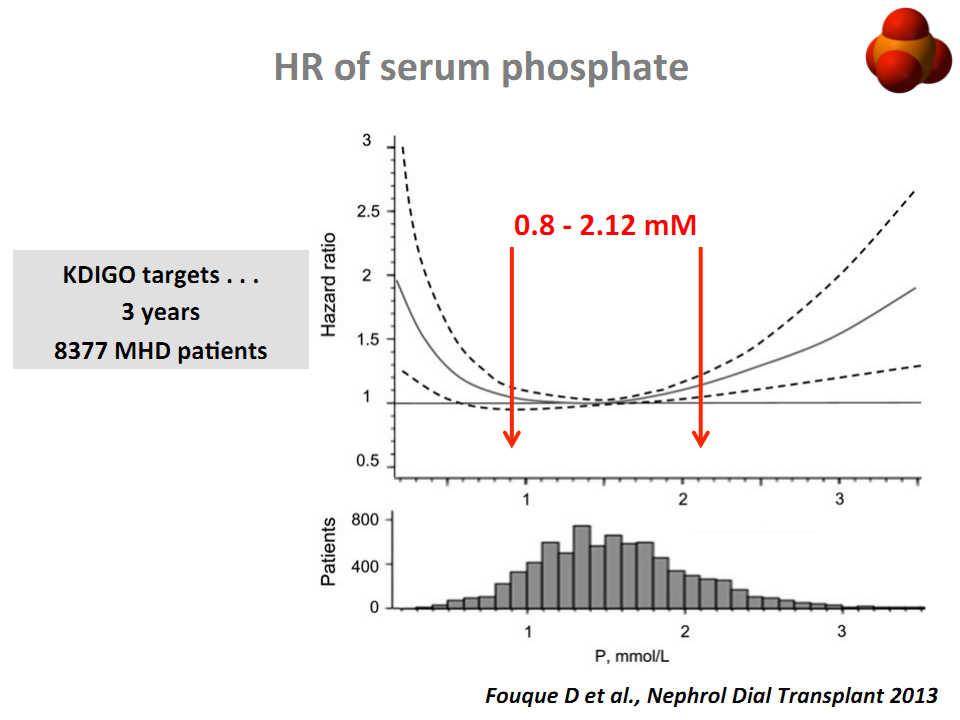 HR of serum phosphate
KDIGO targets . . .
3 years
8377 MHD patients
0.8 - 2.12 mM
Hazard ratio
3
2.5
2
1.5
1
0.5
1
2
3
Patients
800
400
0
1
2
3
P, mmol/L
Fouque D et al., Nephrol Dial Transplant 2013